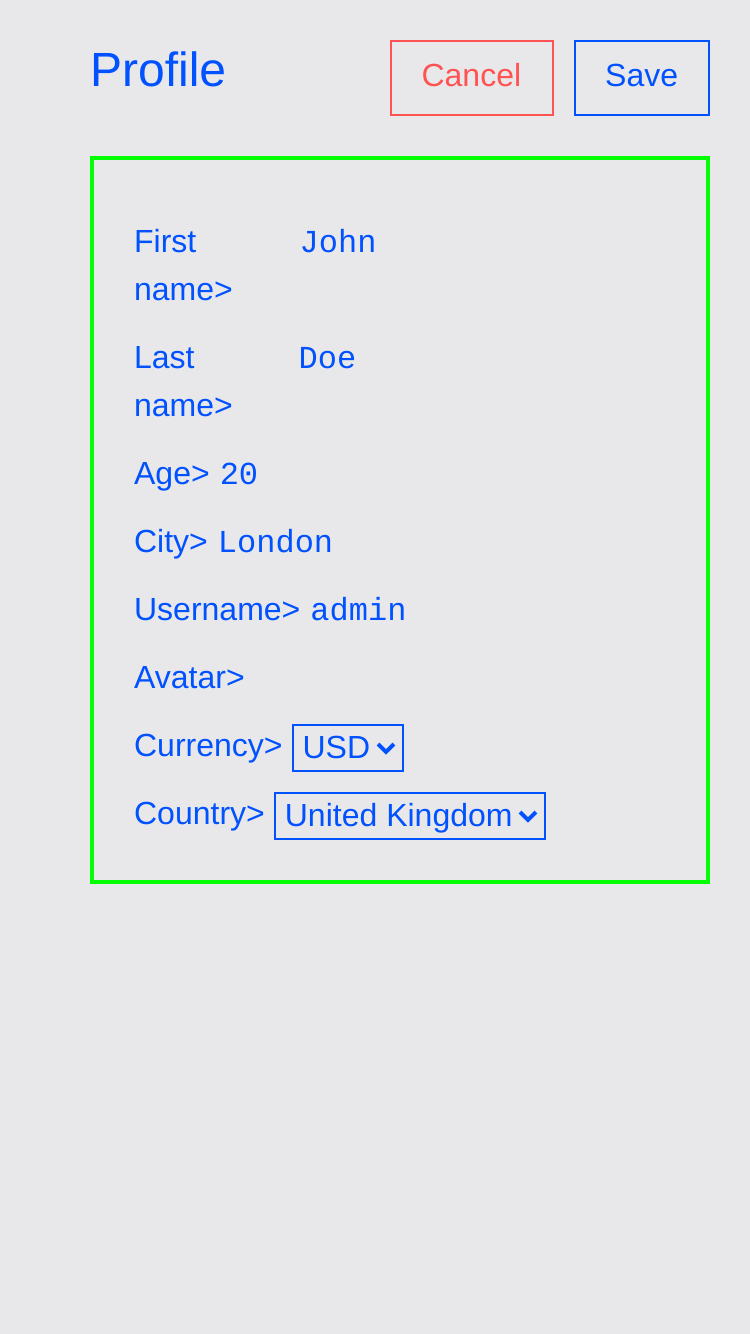 Profile Cancel Save
First John
name>
Last Doe
name>
Age> 20
City> London
Username> admin
Avatar>
Currency> USD
Country> United Kingdom